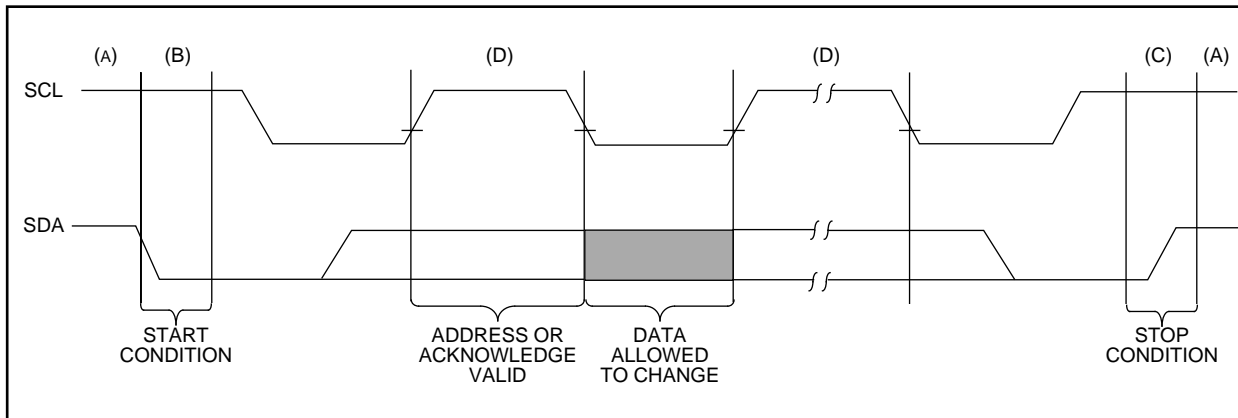 (A) (B) (D) (D) (C) (A)
SCL
SDA
START
CONDITION
ADDRESS OR
ACKNOWLEDGE
VALID
DATA
ALLOWED
TO CHANGE
STOP
CONDITION